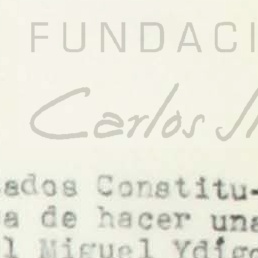 FUNDACI
Carlos
ados Constitu-
a de hacer una
l Miguel Ydígo